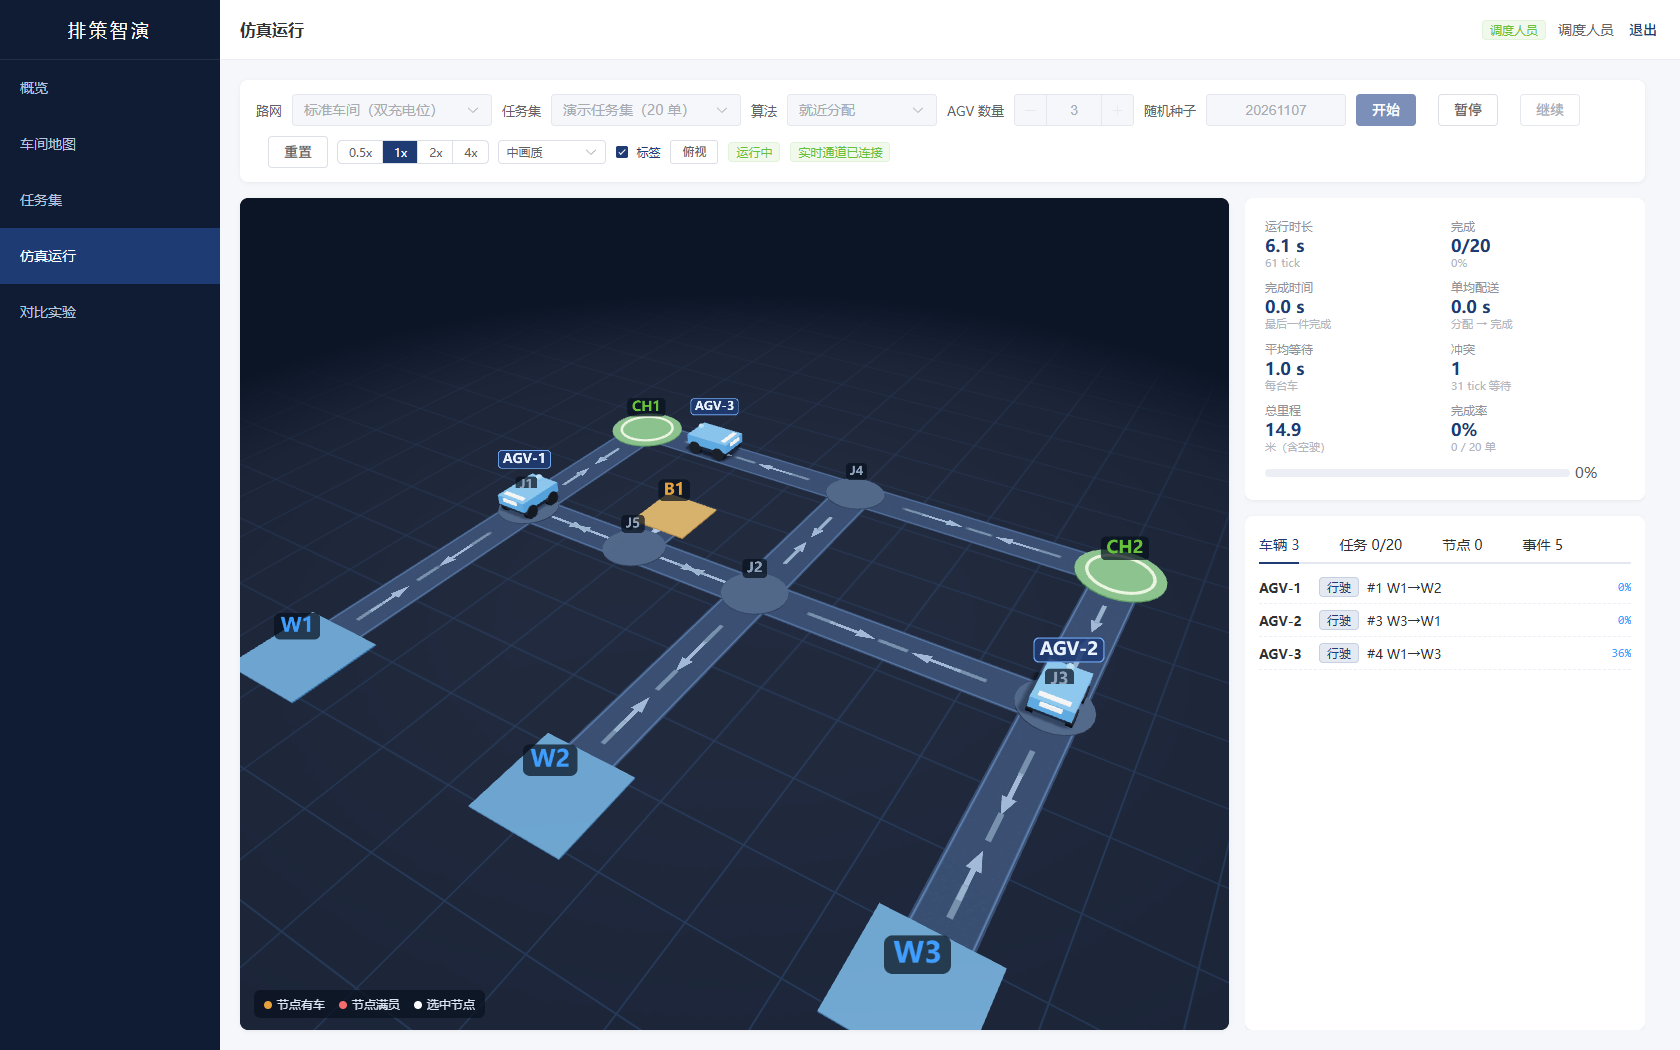 排策智演
概览
车间地图
任务集
仿真运行
对比实验
仿真运行
调度人员 调度人员 退出
路网 标准车间（双充电位） 任务集 演示任务集（20 单） 算法 就近分配 AGV 数量 3 随机种子 20261107 开始 暂停 继续
重置 0.5x 1x 2x 4x 中画质 标签 俯视 运行中 实时通道已连接
CH1 AGV-3
AGV-1
J1
J4
B1
J5
CH2
J2
W1
AGV-2
J3
W2
W3
节点有车 节点满员 选中节点
运行时长 完成
6.1 s 0/20
61 tick 0%
完成时间 单均配送
0.0 s 0.0 s
最后一件完成 分配 → 完成
平均等待 冲突
1.0 s 1
每台车 31 tick 等待
总里程 完成率
14.9 0%
米（含空驶） 0 / 20 单
0%
车辆 3 任务 0/20 节点 0 事件 5
AGV-1 行驶 #1 W1→W2 0%
AGV-2 行驶 #3 W3→W1 0%
AGV-3 行驶 #4 W1→W3 36%